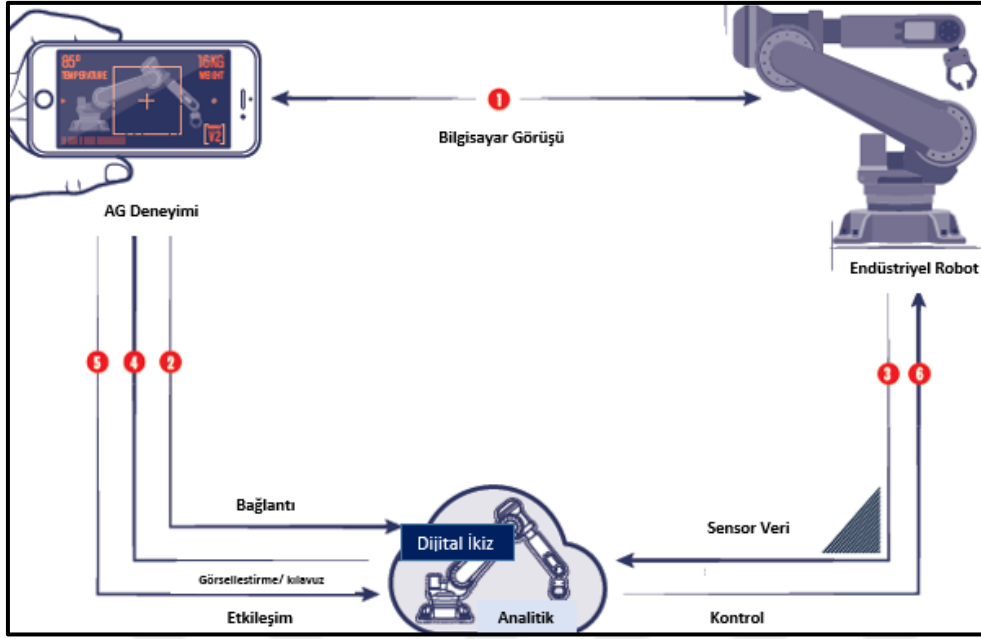 85°
TEMPERATURE
16KG
WEIGHT
[V2]
1
Bilgisayar Görüşü
AG Deneyimi
Endüstriyel Robot
5
4
2
3
6
Bağlantı
Sensor Veri
Dijital İkiz
Görsellestirme/ kılavuz
Etkileşim
Analitik
Kontrol